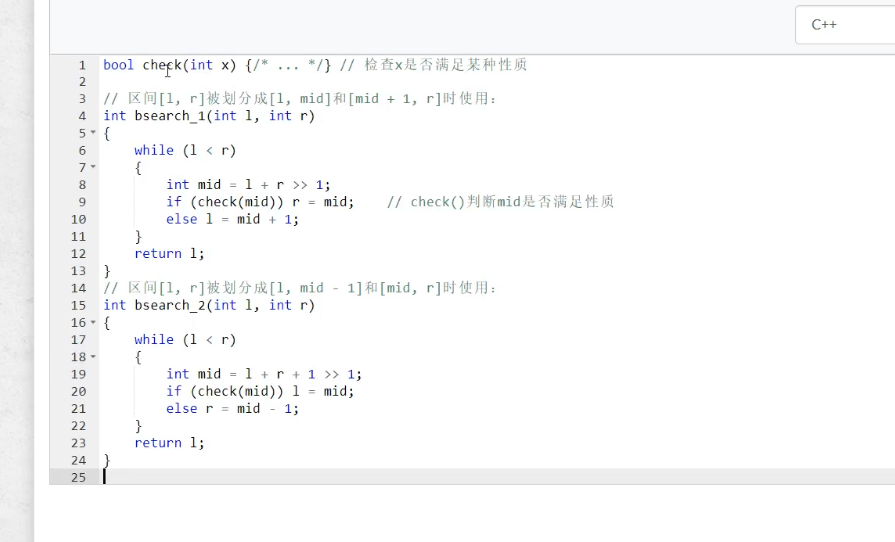 C++
1 bool check(int x) {/* ... */} // 检查x是否满足某种性质
2
3 // 区间[l, r]被划分成[l, mid]和[mid + 1, r]时使用：
4 int bsearch_1(int l, int r)
5 {
6 while (l < r)
7 {
8 int mid = l + r >> 1;
9 if (check(mid)) r = mid; // check()判断mid是否满足性质
10 else l = mid + 1;
11 }
12 return l;
13 }
14 // 区间[l, r]被划分成[l, mid - 1]和[mid, r]时使用：
15 int bsearch_2(int l, int r)
16 {
17 while (l < r)
18 {
19 int mid = l + r + 1 >> 1;
20 if (check(mid)) l = mid;
21 else r = mid - 1;
22 }
23 return l;
24 }
25